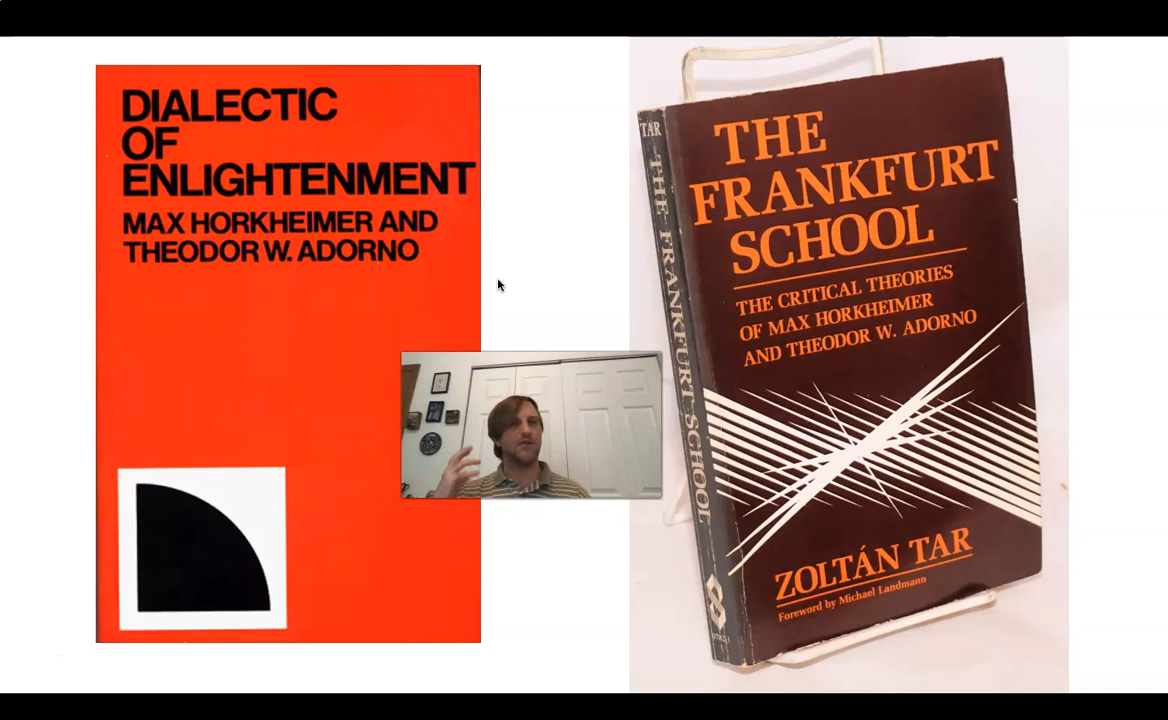 DIALECTIC
OF
ENLIGHTENMENT
MAX HORKHEIMER AND
THEODOR W. ADORNO
TAR
THE FRANKFURT SCHOOL
THE
FRANKFURT
SCHOOL
THE CRITICAL THEORIES
OF MAX HORKHEIMER
AND THEODOR W. ADORNO
ZOLTÁN TAR
Foreword by Michael Landmann